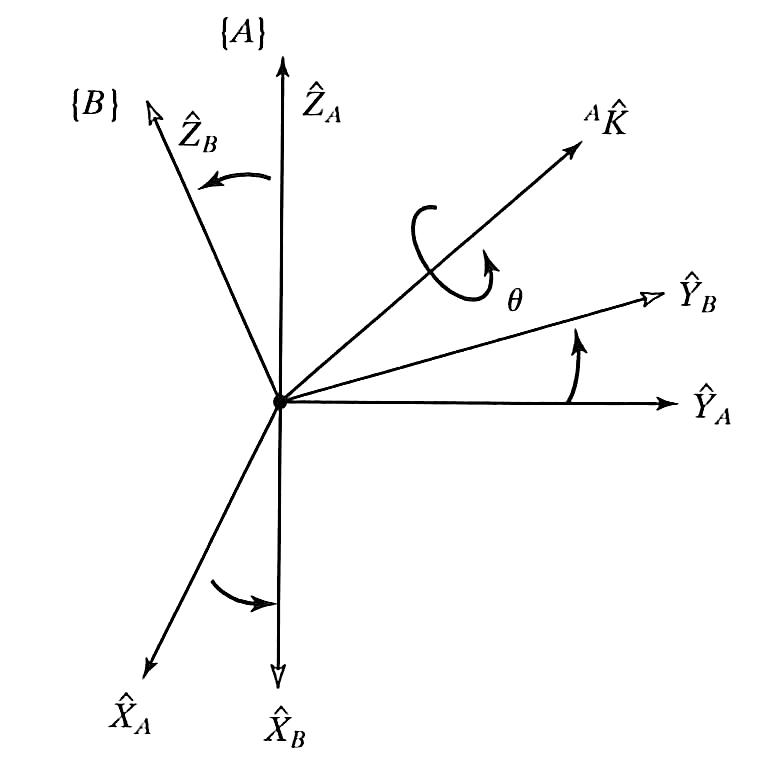 {A}
{B}
Ẑ_A
Ẑ_B
ᴬK̂
θ
Ŷ_B
Ŷ_A
X̂_A
X̂_B